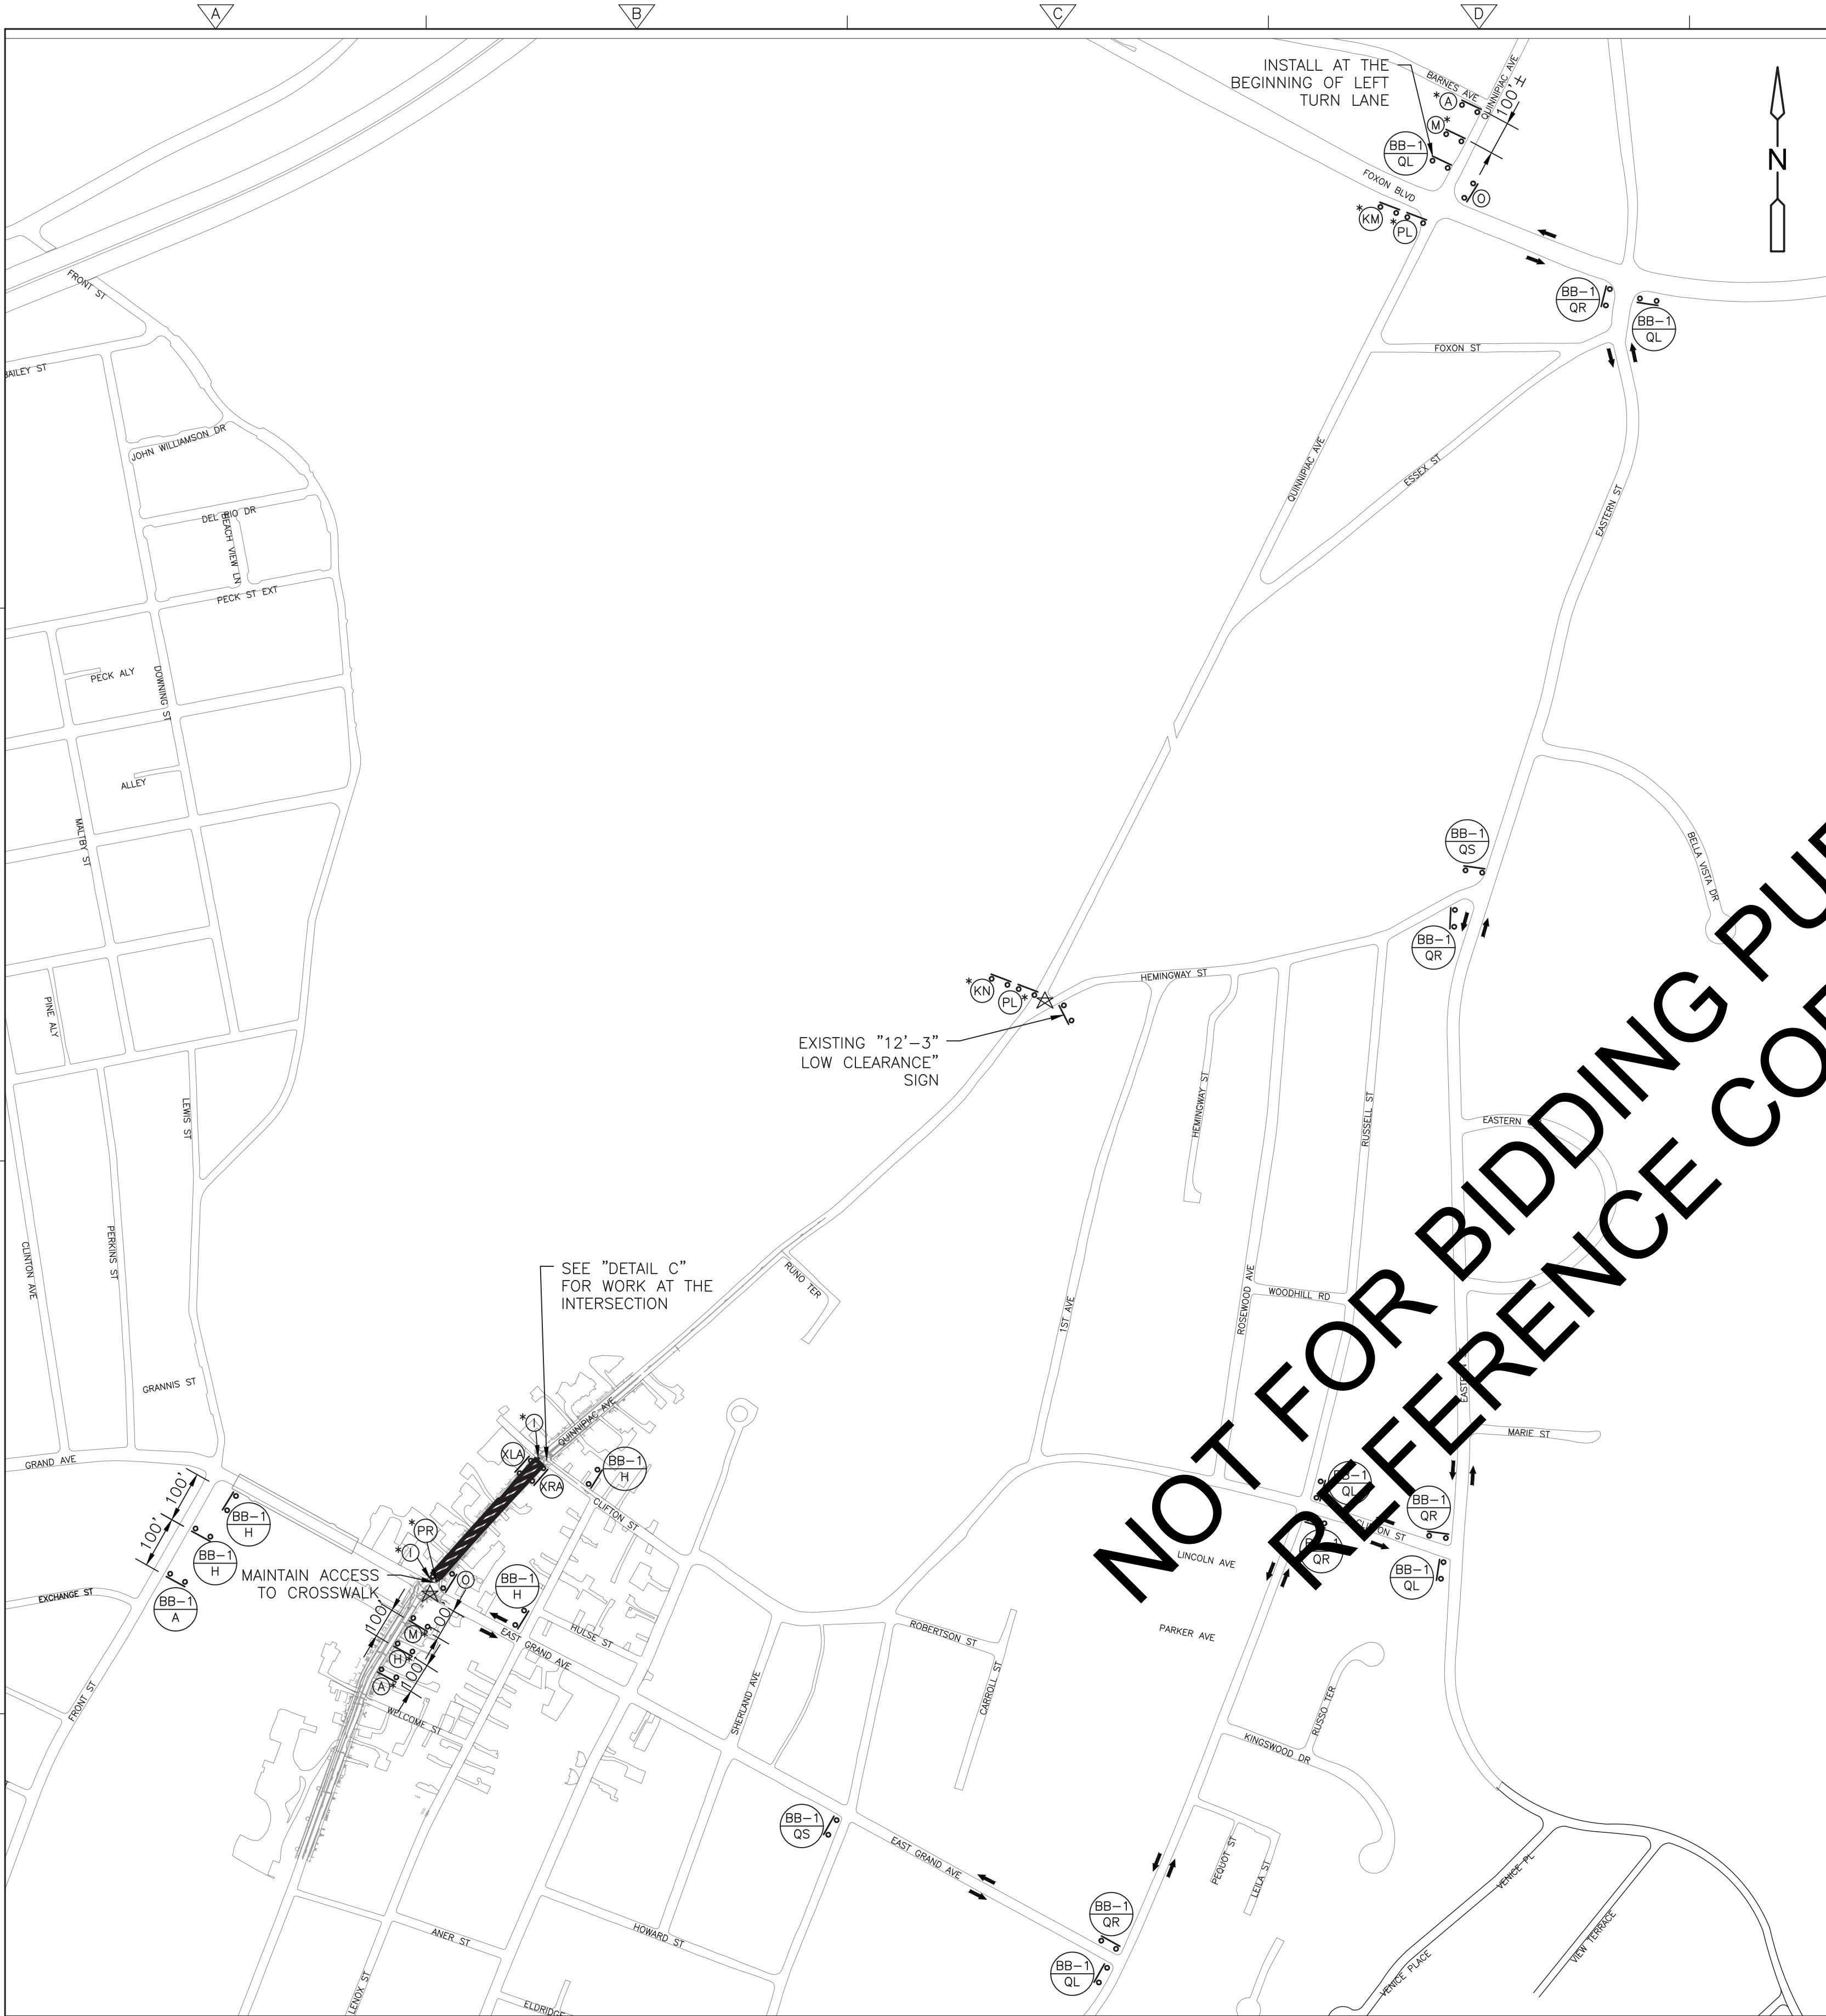 A
B
C
D
INSTALL AT THE
BEGINNING OF LEFT
TURN LANE
BARNES AVE
QUINNIPIAC AVE
100'±
* A
M *
BB-1
QL
O
N
FOXON BLVD
* KM
* PL
BB-1
QR
BB-1
QL
FOXON ST
FRONT ST
BAILEY ST
JOHN WILLIAMSON DR
DEL RIO DR
BEACH VIEW LN
PECK ST EXT
PECK ALY
DOWNING ST
ALLEY
MALTBY ST
QUINNIPIAC AVE
ESSEX ST
EASTERN ST
BELLA VISTA DR
BB-1
QS
BB-1
QR
HEMINGWAY ST
* KN
PL *
EXISTING "12'-3"
LOW CLEARANCE"
SIGN
PINE ALY
LEWIS ST
PERKINS ST
CLINTON AVE
HEMINGWAY ST
RUSSELL ST
EASTERN
SEE "DETAIL C"
FOR WORK AT THE
INTERSECTION
RUNO TER
1ST AVE
ROSEWOOD AVE
WOODHILL RD
GRANNIS ST
GRAND AVE
MARIE ST
* I
QUINNIPIAC AVE
XLA
XRA
BB-1
H
CLIFTON ST
100'
100'
BB-1
H
BB-1
H
BB-1
A
EXCHANGE ST
FRONT ST
* PR
* I
MAINTAIN ACCESS
TO CROSSWALK
O
BB-1
H
100'
100'
100'
M *
H *
A *
HULSE ST
EAST GRAND AVE
WELCOME ST
BB-1
QL
BB-1
QR
CLIFTON ST
BB-1
QR
BB-1
QL
LINCOLN AVE
PARKER AVE
ROBERTSON ST
CARROLL ST
SHERLAND AVE
RUSSO TER
KINGSWOOD DR
BB-1
QS
EAST GRAND AVE
PEQUOT ST
LEILA ST
VENICE PL
BB-1
QR
BB-1
QL
HOWARD ST
ANER ST
LENOX ST
ELDRIDGE
VENICE PLACE
VIEW TERRACE
NOT FOR BIDDING PUR
REFERENCE COP